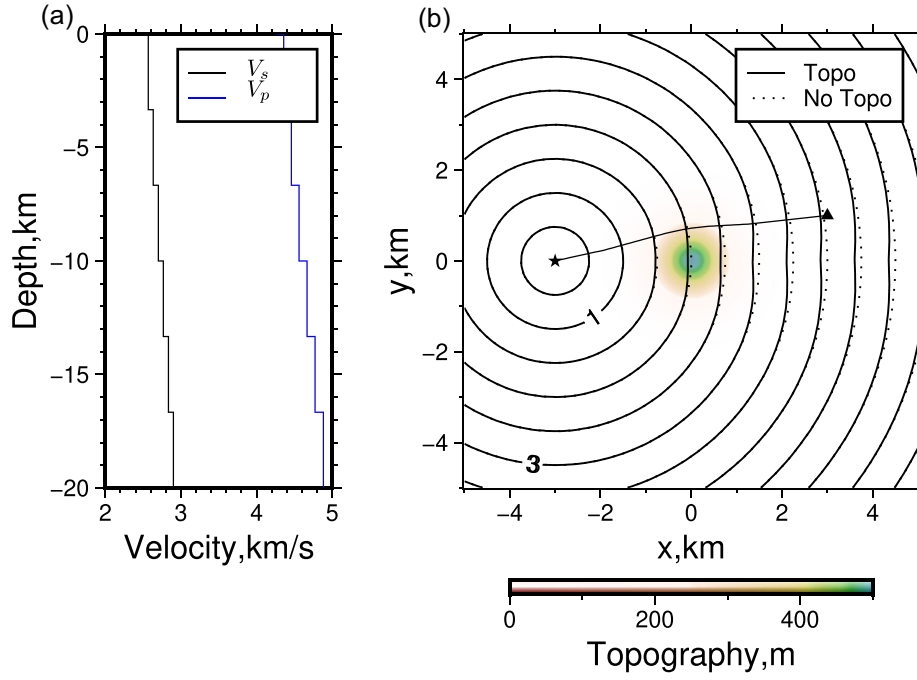 (a)
(b)
0
−5
−10
−15
−20
Depth,km
V_s
V_p
2
3
4
5
Velocity,km/s
4
2
0
−2
−4
y,km
Topo
No Topo
1
3
−4
−2
0
2
4
x,km
0
200
400
Topography,m